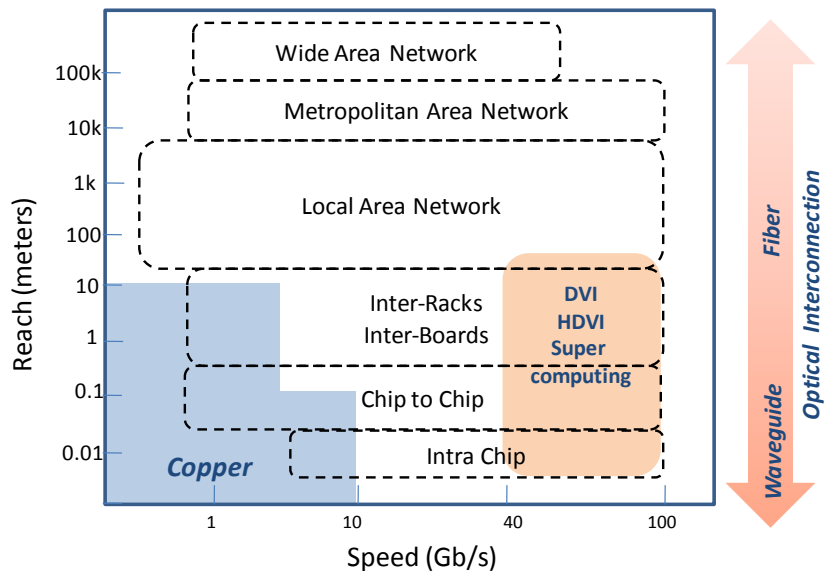 Wide Area Network
Metropolitan Area Network
Local Area Network
Inter-Racks
Inter-Boards
Chip to Chip
Intra Chip
DVI
HDVI
Super
computing
Copper
100k
10k
1k
100
10
1
0.1
0.01
Reach (meters)
1
10
40
100
Speed (Gb/s)
Fiber
Waveguide
Optical Interconnection